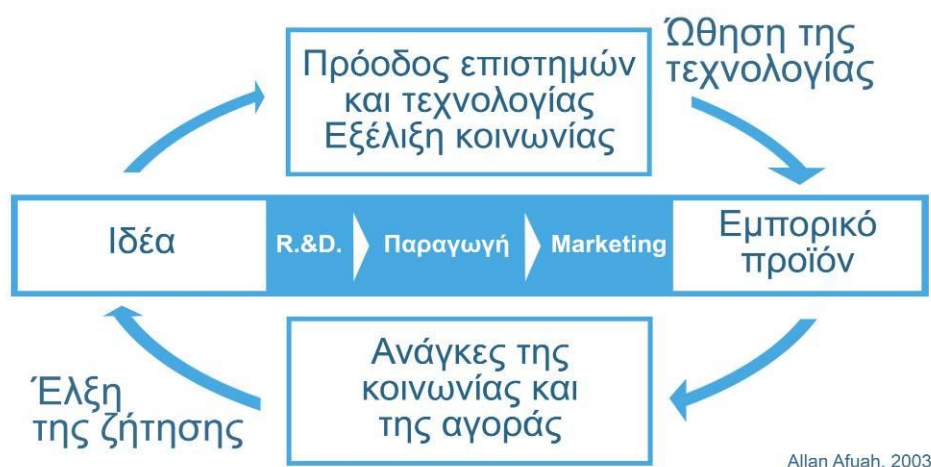 Πρόοδος επιστημών
και τεχνολογίας
Εξέλιξη κοινωνίας
Ώθηση της
τεχνολογίας
Ιδέα
R.&D.
Παραγωγή
Marketing
Εμπορικό
προϊόν
Ανάγκες της
κοινωνίας και
της αγοράς
Έλξη
της ζήτησης
Allan Afuah, 2003